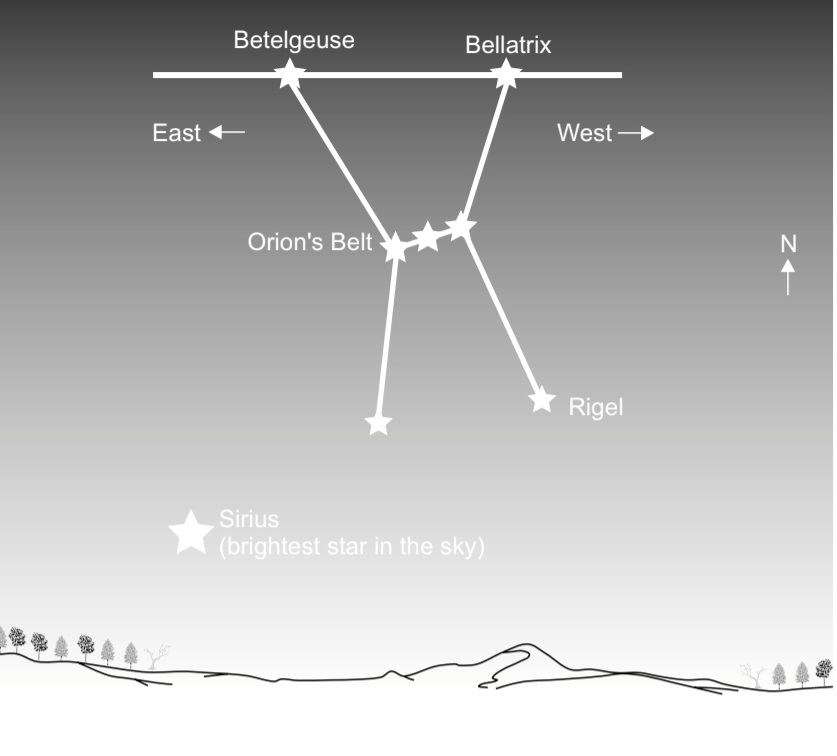 Betelgeuse
Bellatrix
East
West
Orion's Belt
N
Rigel
Sirius
(brightest star in the sky)